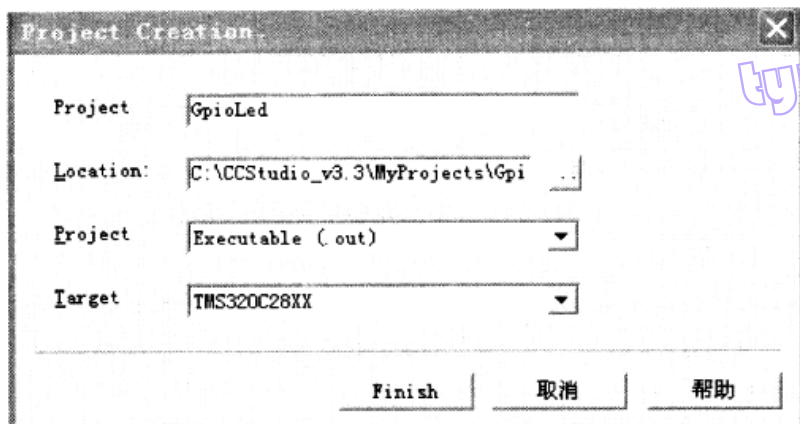 Project Creation
Project GpioLed
Location: C:\CCStudio_v3.3\MyProjects\Gpi ..
Project Executable (.out)
Target TMS320C28XX
Finish 取消 帮助
ty